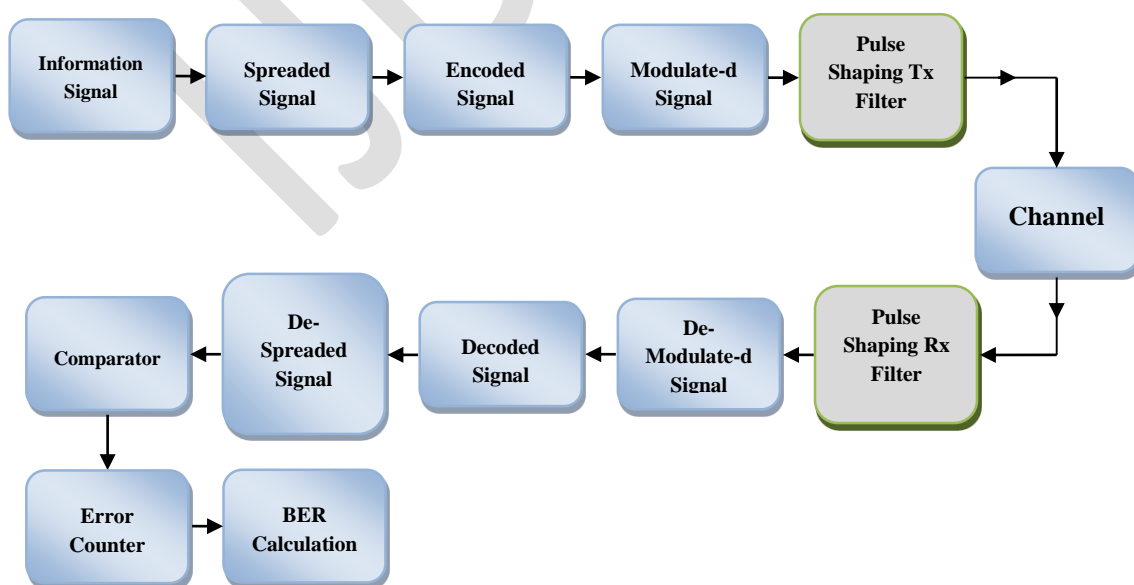 Information
Signal
Spreaded
Signal
Encoded
Signal
Modulate-d
Signal
Pulse
Shaping Tx
Filter
Channel
Pulse
Shaping Rx
Filter
De-
Modulate-d
Signal
Decoded
Signal
De-
Spreaded
Signal
Comparator
Error
Counter
BER
Calculation